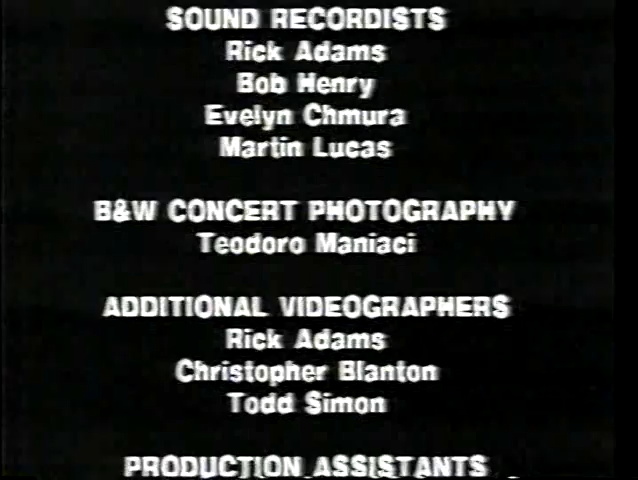 SOUND RECORDISTS
Rick Adams
Bob Henry
Evelyn Chmura
Martin Lucas
B&W CONCERT PHOTOGRAPHY
Teodoro Maniaci
ADDITIONAL VIDEOGRAPHERS
Rick Adams
Christopher Blanton
Todd Simon
PRODUCTION ASSISTANTS